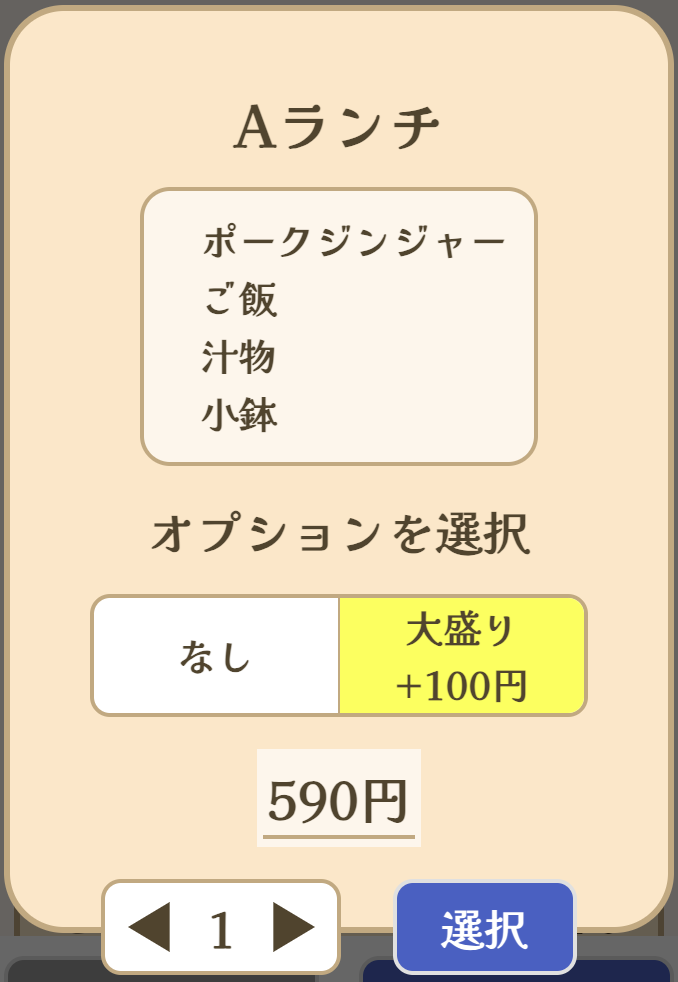 Aランチ
ポークジンジャー
ご飯
汁物
小鉢
オプションを選択
なし
大盛り
+100円
590円
1
選択